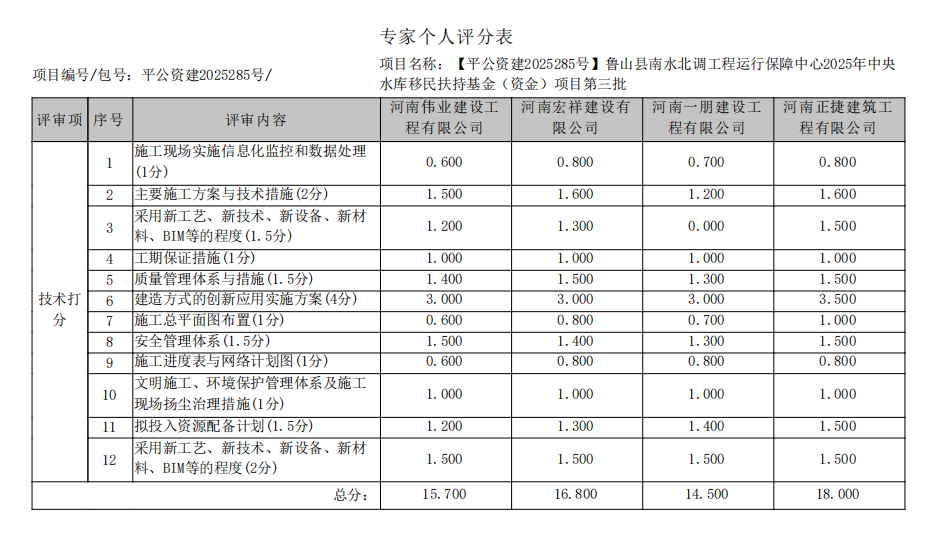 专家个人评分表
项目编号/包号：平公资建2025285号/
项目名称：【平公资建2025285号】鲁山县南水北调工程运行保障中心2025年中央
水库移民扶持基金（资金）项目第三批
评审项 序号 评审内容 河南伟业建设工 河南宏祥建设有 河南一朋建设工 河南正捷建筑工
程有限公司 限公司 程有限公司 程有限公司
技术打
分
1 施工现场实施信息化监控和数据处理 0.600 0.800 0.700 0.800
(1分)
2 主要施工方案与技术措施(2分) 1.500 1.600 1.200 1.600
3 采用新工艺、新技术、新设备、新材 1.200 1.300 0.000 1.500
料、BIM等的程度(1.5分)
4 工期保证措施(1分) 1.000 1.000 1.000 1.000
5 质量管理体系与措施(1.5分) 1.400 1.500 1.300 1.500
6 建造方式的创新应用实施方案(4分) 3.000 3.000 3.000 3.500
7 施工总平面图布置(1分) 0.600 0.800 0.700 1.000
8 安全管理体系(1.5分) 1.500 1.400 1.300 1.500
9 施工进度表与网络计划图(1分) 0.600 0.800 0.800 0.800
10 文明施工、环境保护管理体系及施工 1.000 1.000 1.000 1.000
现场扬尘治理措施(1分)
11 拟投入资源配备计划(1.5分) 1.200 1.300 1.400 1.500
12 采用新工艺、新技术、新设备、新材 1.500 1.500 1.500 1.500
料、BIM等的程度(2分)
总分： 15.700 16.800 14.500 18.000